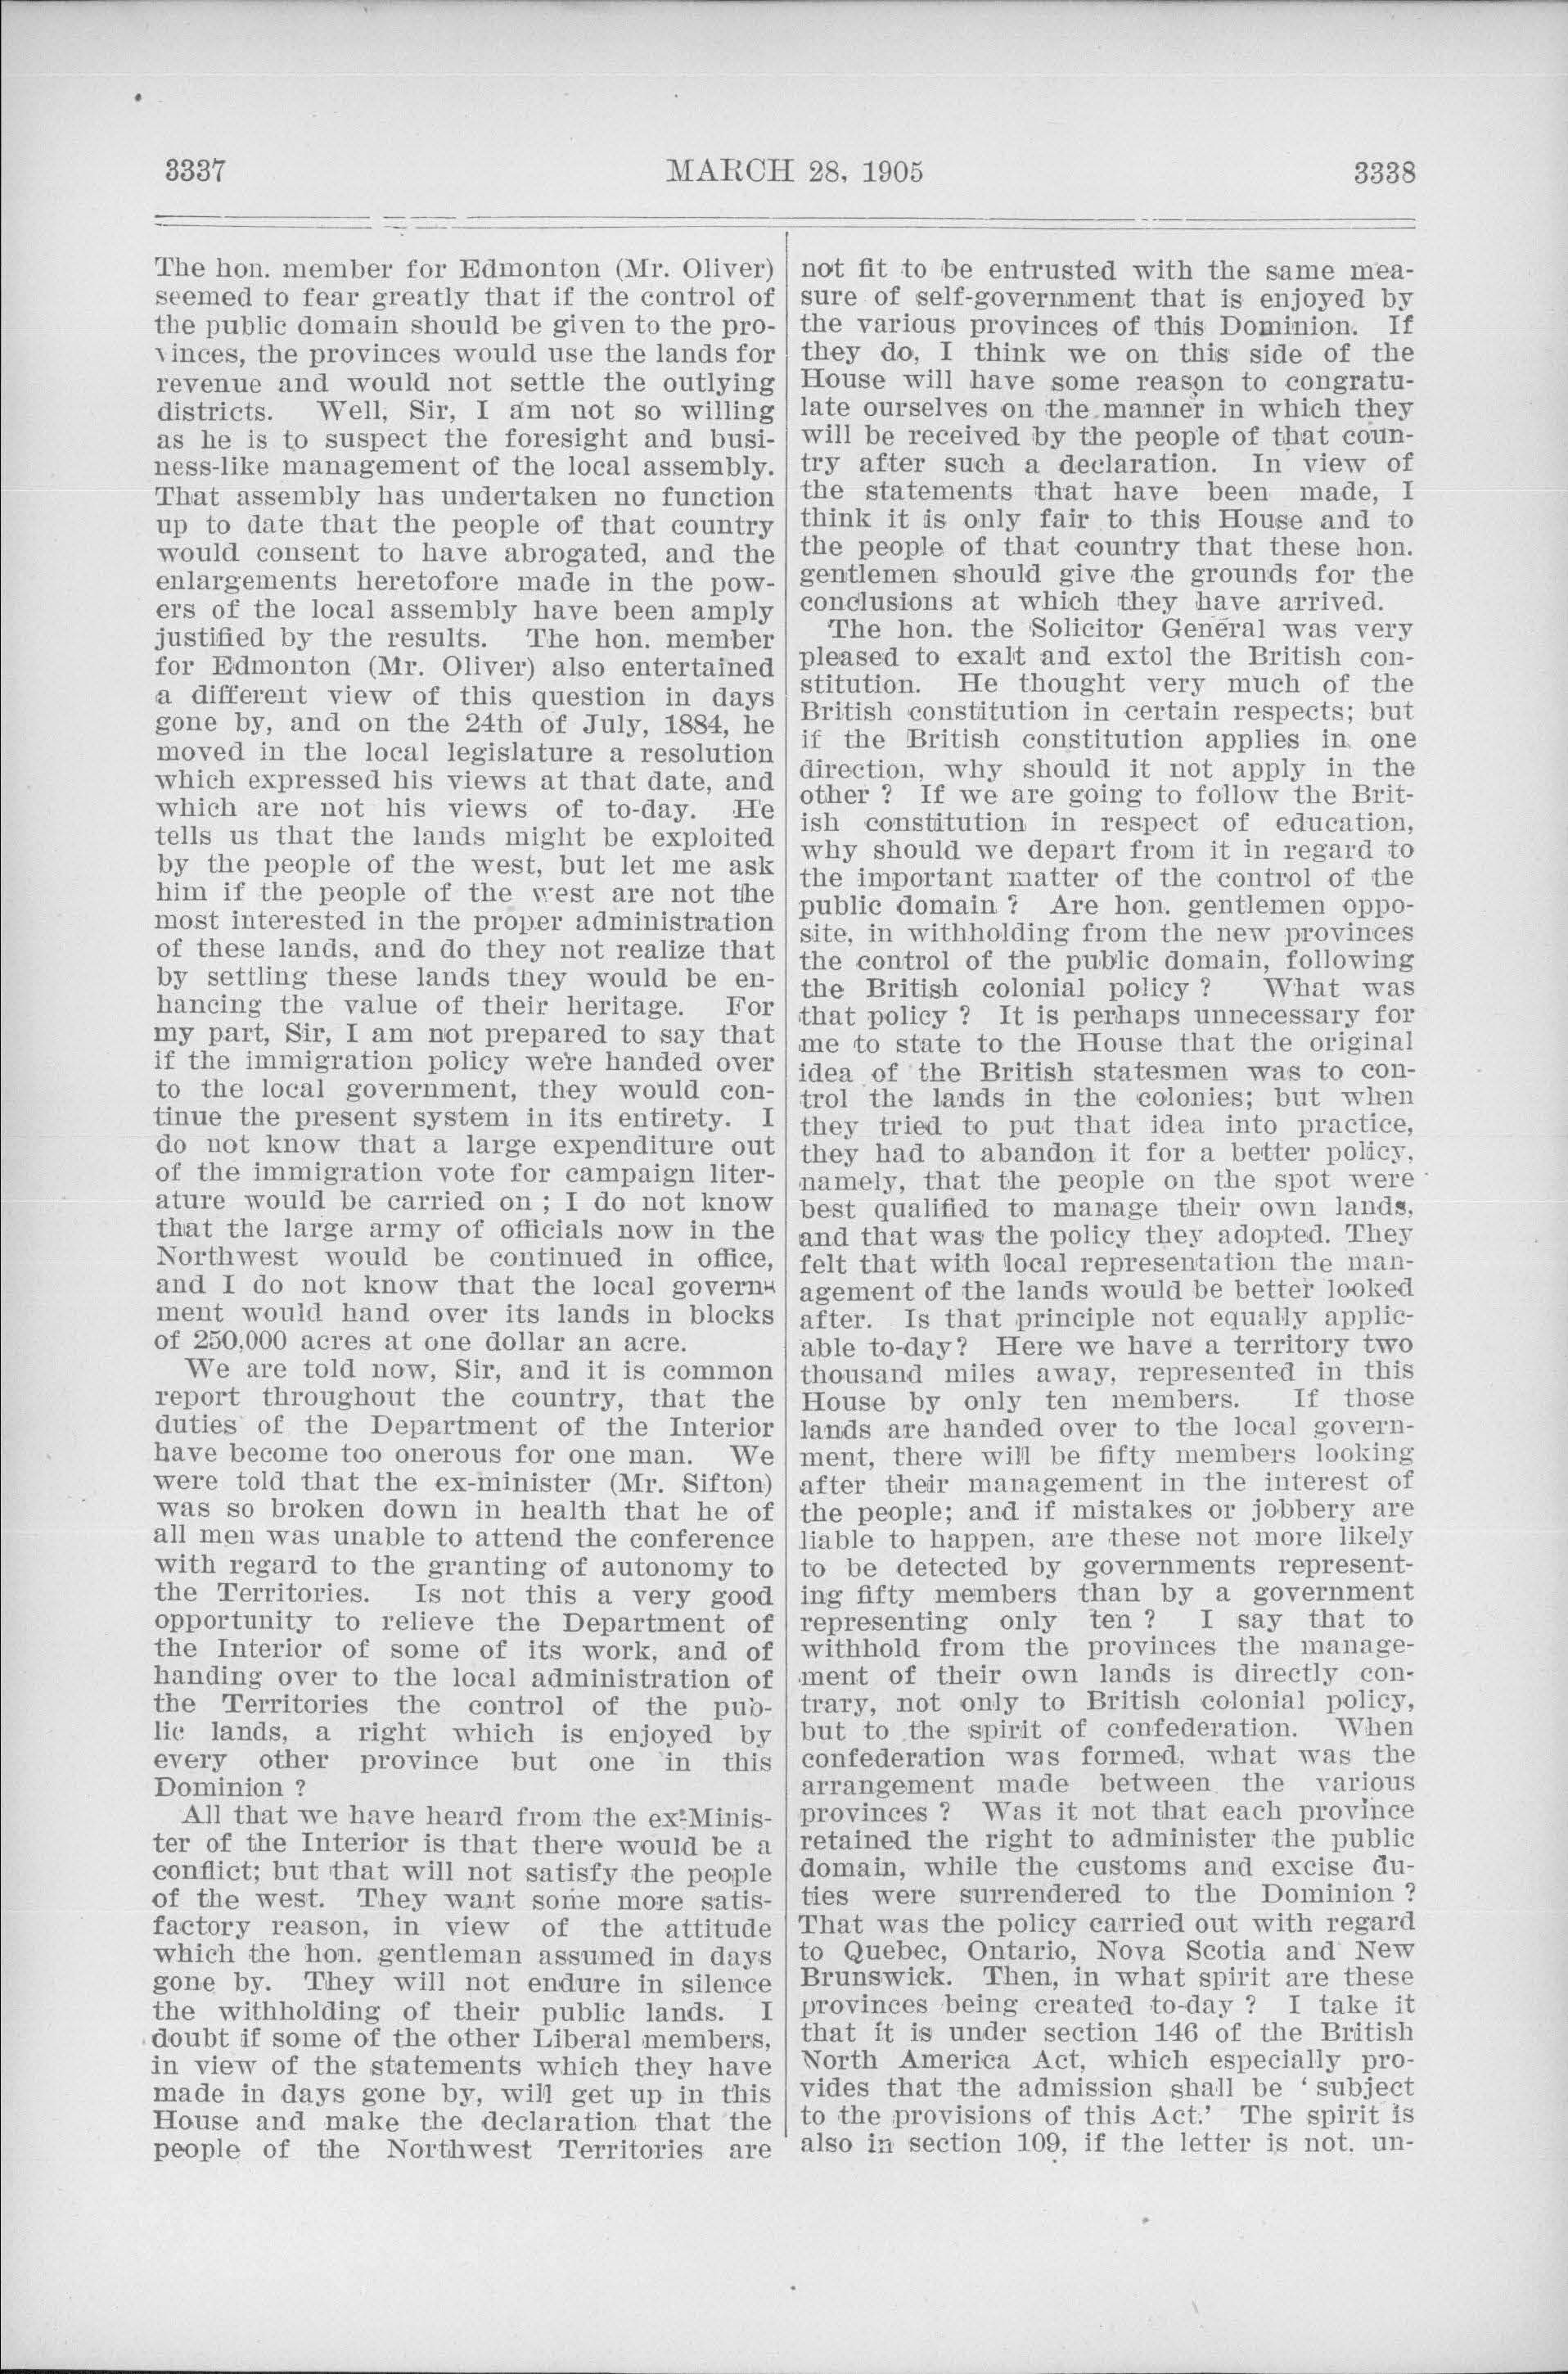 3337
MARCH 28, 1905
3338
The hon. member for Edmonton (Mr. Oliver)
seemed to fear greatly that if the control of
the public domain should be given to the pro-
vinces, the provinces would use the lands for
revenue and would not settle the outlying
districts. Well, Sir, I am not so willing
as he is to suspect the foresight and busi-
ness-like management of the local assembly.
That assembly has undertaken no function
up to date that the people of that country
would consent to have abrogated, and the
enlargements heretofore made in the pow-
ers of the local assembly have been amply
justified by the results. The hon. member
for Edmonton (Mr. Oliver) also entertained
a different view of this question in days
gone by, and on the 24th of July, 1884, he
moved in the local legislature a resolution
which expressed his views at that date, and
which are not his views of to-day. He
tells us that the lands might be exploited
by the people of the west, but let me ask
him if the people of the west are not the
most interested in the proper administration
of these lands, and do they not realize that
by settling these lands they would be en-
hancing the value of their heritage. For
my part, Sir, I am not prepared to say that
if the immigration policy were handed over
to the local government, they would con-
tinue the present system in its entirety. I
do not know that a large expenditure out
of the immigration vote for campaign liter-
ature would be carried on ; I do not know
that the large army of officials now in the
Northwest would be continued in office,
and I do not know that the local govern-
ment would hand over its lands in blocks
of 250,000 acres at one dollar an acre.
We are told now, Sir, and it is common
report throughout the country, that the
duties of the Department of the Interior
have become too onerous for one man. We
were told that the ex-minister (Mr. Sifton)
was so broken down in health that he of
all men was unable to attend the conference
with regard to the granting of autonomy to
the Territories. Is not this a very good
opportunity to relieve the Department of
the Interior of some of its work, and of
handing over to the local administration of
the Territories the control of the pub-
lic lands, a right which is enjoyed by
every other province but one in this
Dominion ?
All that we have heard from the ex-Minis-
ter of the Interior is that there would be a
conflict; but that will not satisfy the people
of the west. They want some more satis-
factory reason, in view of the attitude
which the hon. gentleman assumed in days
gone by. They will not endure in silence
the withholding of their public lands. I
doubt if some of the other Liberal members,
in view of the statements which they have
made in days gone by, will get up in this
House and make the declaration that the
people of the Northwest Territories are
not fit to be entrusted with the same mea-
sure of self-government that is enjoyed by
the various provinces of this Dominion. If
they do, I think we on this side of the
House will have some reason to congratu-
late ourselves on the manner in which they
will be received by the people of that coun-
try after such a declaration. In view of
the statements that have been made, I
think it is only fair to this House and to
the people of that country that these hon.
gentlemen should give the grounds for the
conclusions at which they have arrived.
The hon. the Solicitor General was very
pleased to exalt and extol the British con-
stitution. He thought very much of the
British constitution in certain respects; but
if the British constitution applies in one
direction, why should it not apply in the
other ? If we are going to follow the Brit-
ish constitution in respect of education,
why should we depart from it in regard to
the important matter of the control of the
public domain ? Are hon. gentlemen oppo-
site, in withholding from the new provinces
the control of the public domain, following
the British colonial policy ? What was
that policy ? It is perhaps unnecessary for
me to state to the House that the original
idea of the British statesmen was to con-
trol the lands in the colonies; but when
they tried to put that idea into practice,
they had to abandon it for a better policy,
namely, that the people on the spot were
best qualified to manage their own lands,
and that was the policy they adopted. They
felt that with local representation the man-
agement of the lands would be better looked
after. Is that principle not equally applic-
able to-day? Here we have a territory two
thousand miles away, represented in this
House by only ten members. If those
lands are handed over to the local govern-
ment, there will be fifty members looking
after their management in the interest of
the people; and if mistakes or jobbery are
liable to happen, are these not more likely
to be detected by governments represent-
ing fifty members than by a government
representing only ten ? I say that to
withhold from the provinces the manage-
ment of their own lands is directly con-
trary, not only to British colonial policy,
but to the spirit of confederation. When
confederation was formed, what was the
arrangement made between the various
provinces ? Was it not that each province
retained the right to administer the public
domain, while the customs and excise du-
ties were surrendered to the Dominion ?
That was the policy carried out with regard
to Quebec, Ontario, Nova Scotia and New
Brunswick. Then, in what spirit are these
provinces being created to-day ? I take it
that it is under section 146 of the British
North America Act, which especially pro-
vides that the admission shall be ‘ subject
to the provisions of this Act.’ The spirit is
also in section 109, if the letter is not, un-